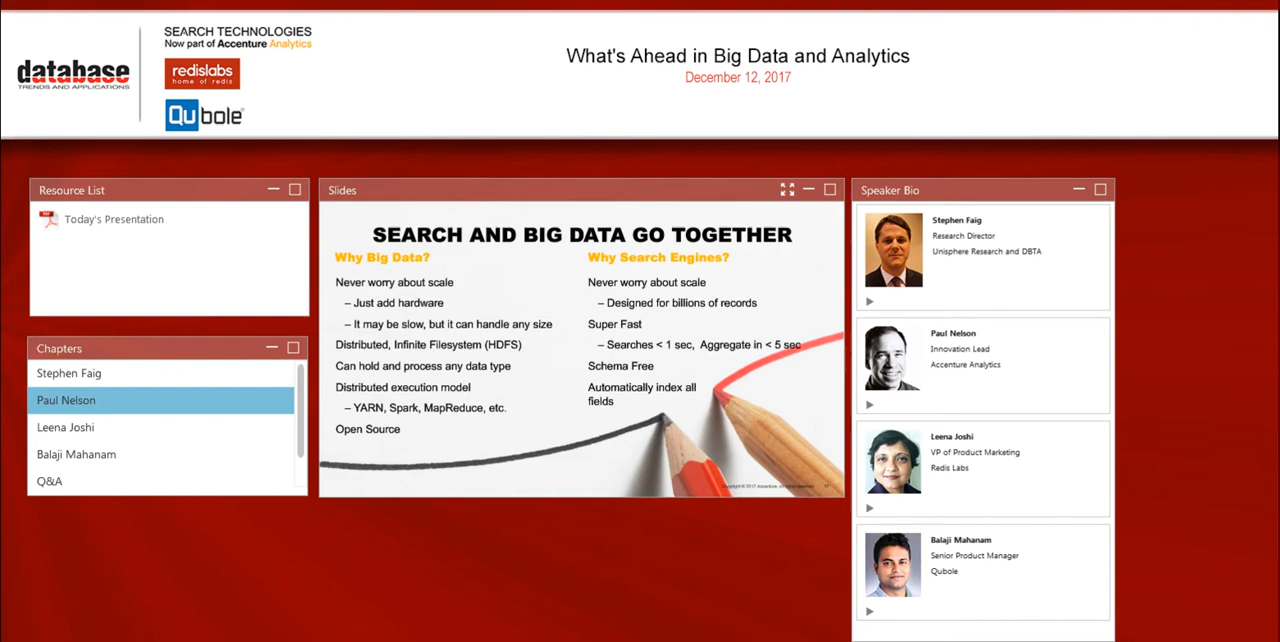 database
TRENDS AND APPLICATIONS
SEARCH TECHNOLOGIES
Now part of Accenture Analytics
redislabs
home of redis
Qubole
What's Ahead in Big Data and Analytics
December 12, 2017
Resource List
Today's Presentation
Chapters
Stephen Faig
Paul Nelson
Leena Joshi
Balaji Mahanam
Q&A
Slides
SEARCH AND BIG DATA GO TOGETHER
Why Big Data?
Never worry about scale
– Just add hardware
– It may be slow, but it can handle any size
Distributed, Infinite Filesystem (HDFS)
Can hold and process any data type
Distributed execution model
– YARN, Spark, MapReduce, etc.
Open Source
Why Search Engines?
Never worry about scale
– Designed for billions of records
Super Fast
– Searches < 1 sec, Aggregate in < 5 sec
Schema Free
Automatically index all
fields
Copyright © 2017 Accenture. All rights reserved.
Speaker Bio
Stephen Faig
Research Director
Unisphere Research and DBTA
Paul Nelson
Innovation Lead
Accenture Analytics
Leena Joshi
VP of Product Marketing
Redis Labs
Balaji Mahanam
Senior Product Manager
Qubole